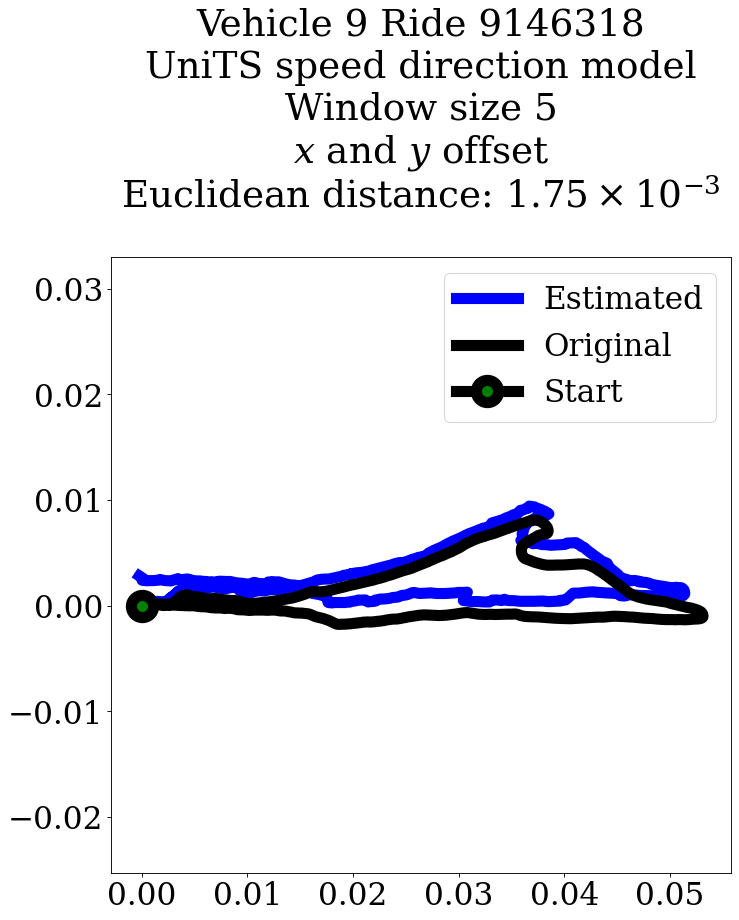 Vehicle 9 Ride 9146318
UniTS speed direction model
Window size 5
x and y offset
Euclidean distance: 1.75 × 10⁻³
Estimated
Original
Start
0.03
0.02
0.01
0.00
−0.01
−0.02
0.00 0.01 0.02 0.03 0.04 0.05